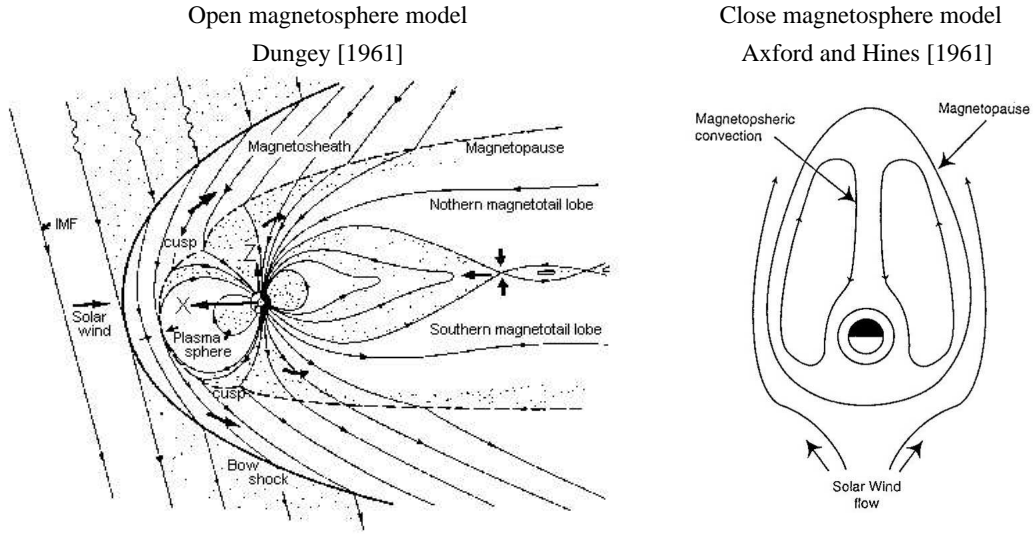 Open magnetosphere model
Dungey [1961]
Magnetosheath
Magnetopause
IMF
Nothern magnetotail lobe
cusp
Z
X
Solar
wind
Plasma
sphere
Southern magnetotail lobe
cusp
Bow
shock
Close magnetosphere model
Axford and Hines [1961]
Magnetopsheric
convection
Magnetopause
Solar Wind
flow